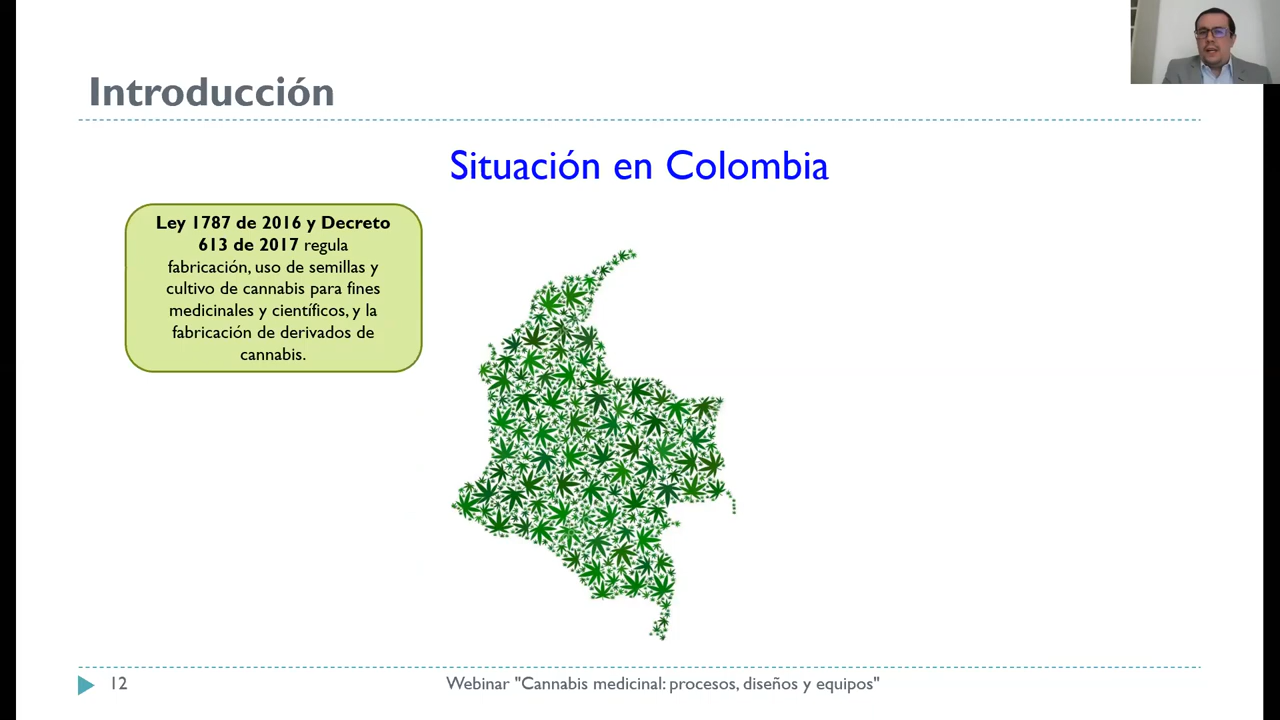 Introducción
Situación en Colombia
Ley 1787 de 2016 y Decreto
613 de 2017 regula
fabricación, uso de semillas y
cultivo de cannabis para fines
medicinales y científicos, y la
fabricación de derivados de
cannabis.
12
Webinar "Cannabis medicinal: procesos, diseños y equipos"